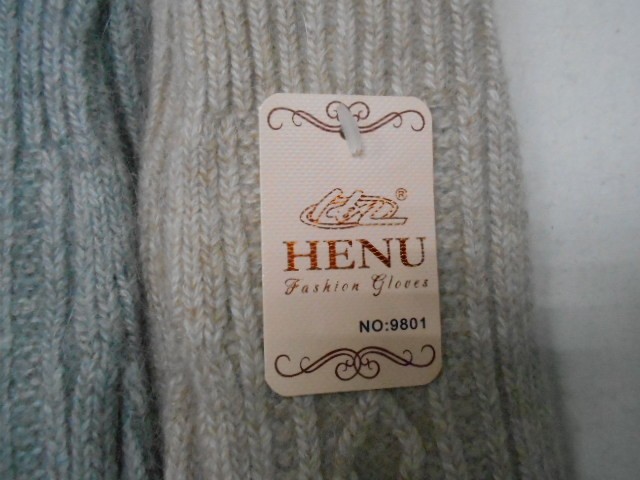 ®
HENU
Fashion Gloves
NO:9801